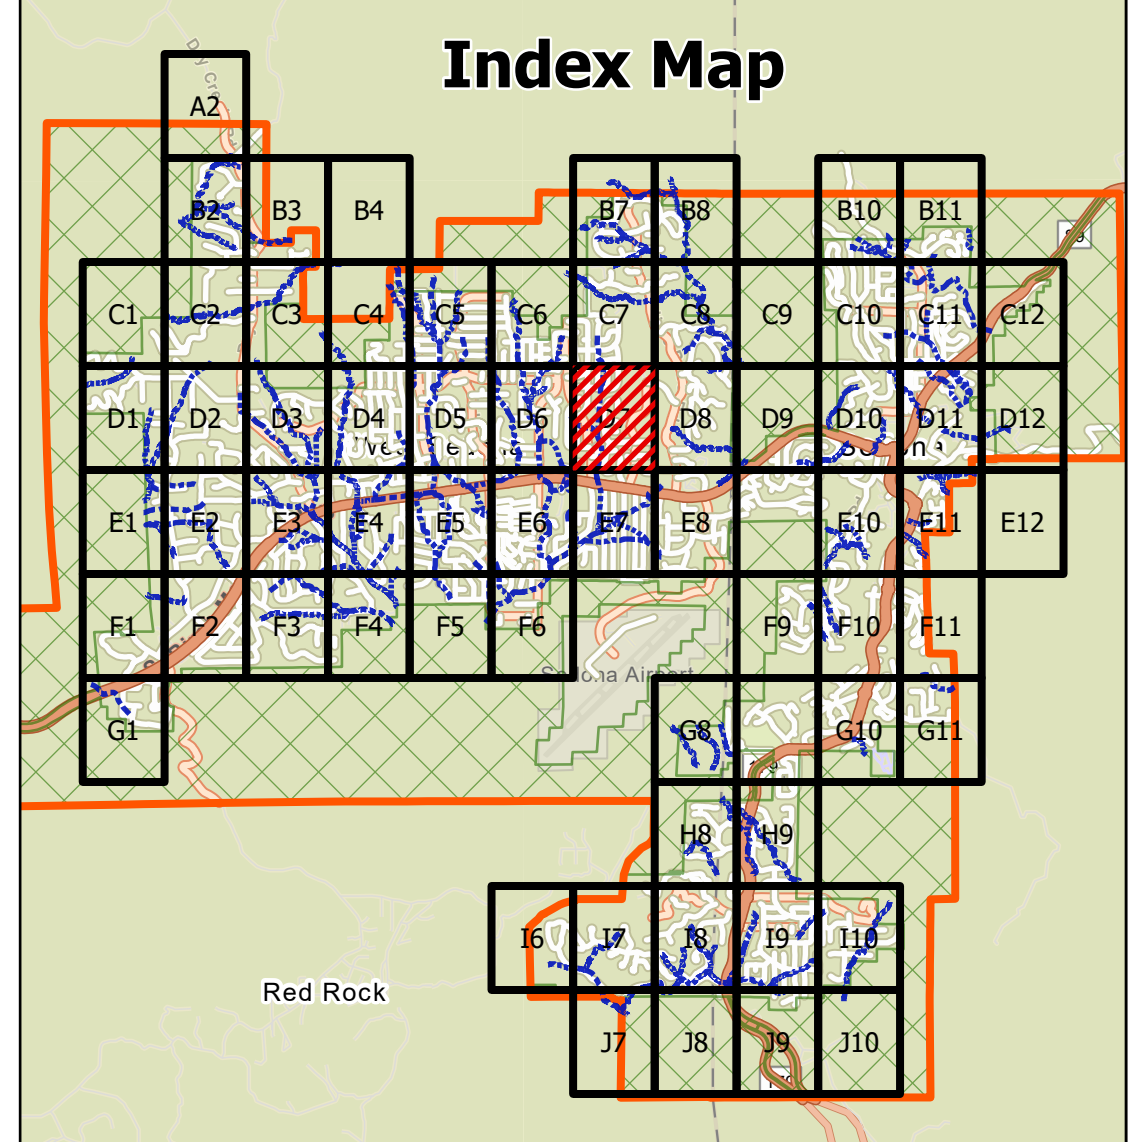 Index Map
A2
B2 B3 B4 B7 B8 B10 B11
C1 C2 C3 C4 C5 C6 C7 C8 C9 C10 C11 C12
D1 D2 D3 D4 D5 D6 D7 D8 D9 D10 D11 D12
E1 E2 E3 E4 E5 E6 E7 E8 E10 E11 E12
F1 F2 F3 F4 F5 F6 F9 F10 F11
Sedona Airport
G1 G8 G10 G11
H8 H9
I6 I7 I8 I9 I10
Red Rock
J7 J8 J9 J10